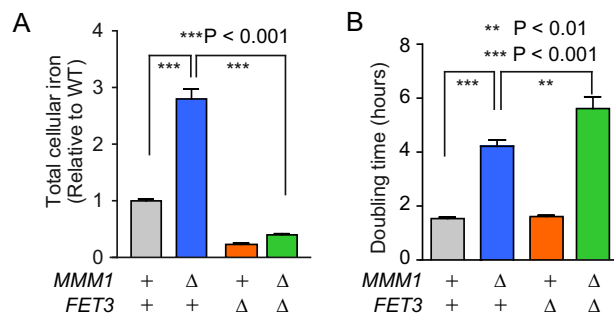 A
***P < 0.001
*** ***
Total cellular iron
(Relative to WT)
4
3
2
1
0
MMM1 + Δ + Δ
FET3 + + Δ Δ
B
** P < 0.01
*** P < 0.001
*** **
Doubling time (hours)
8
6
4
2
0
MMM1 + Δ + Δ
FET3 + + Δ Δ